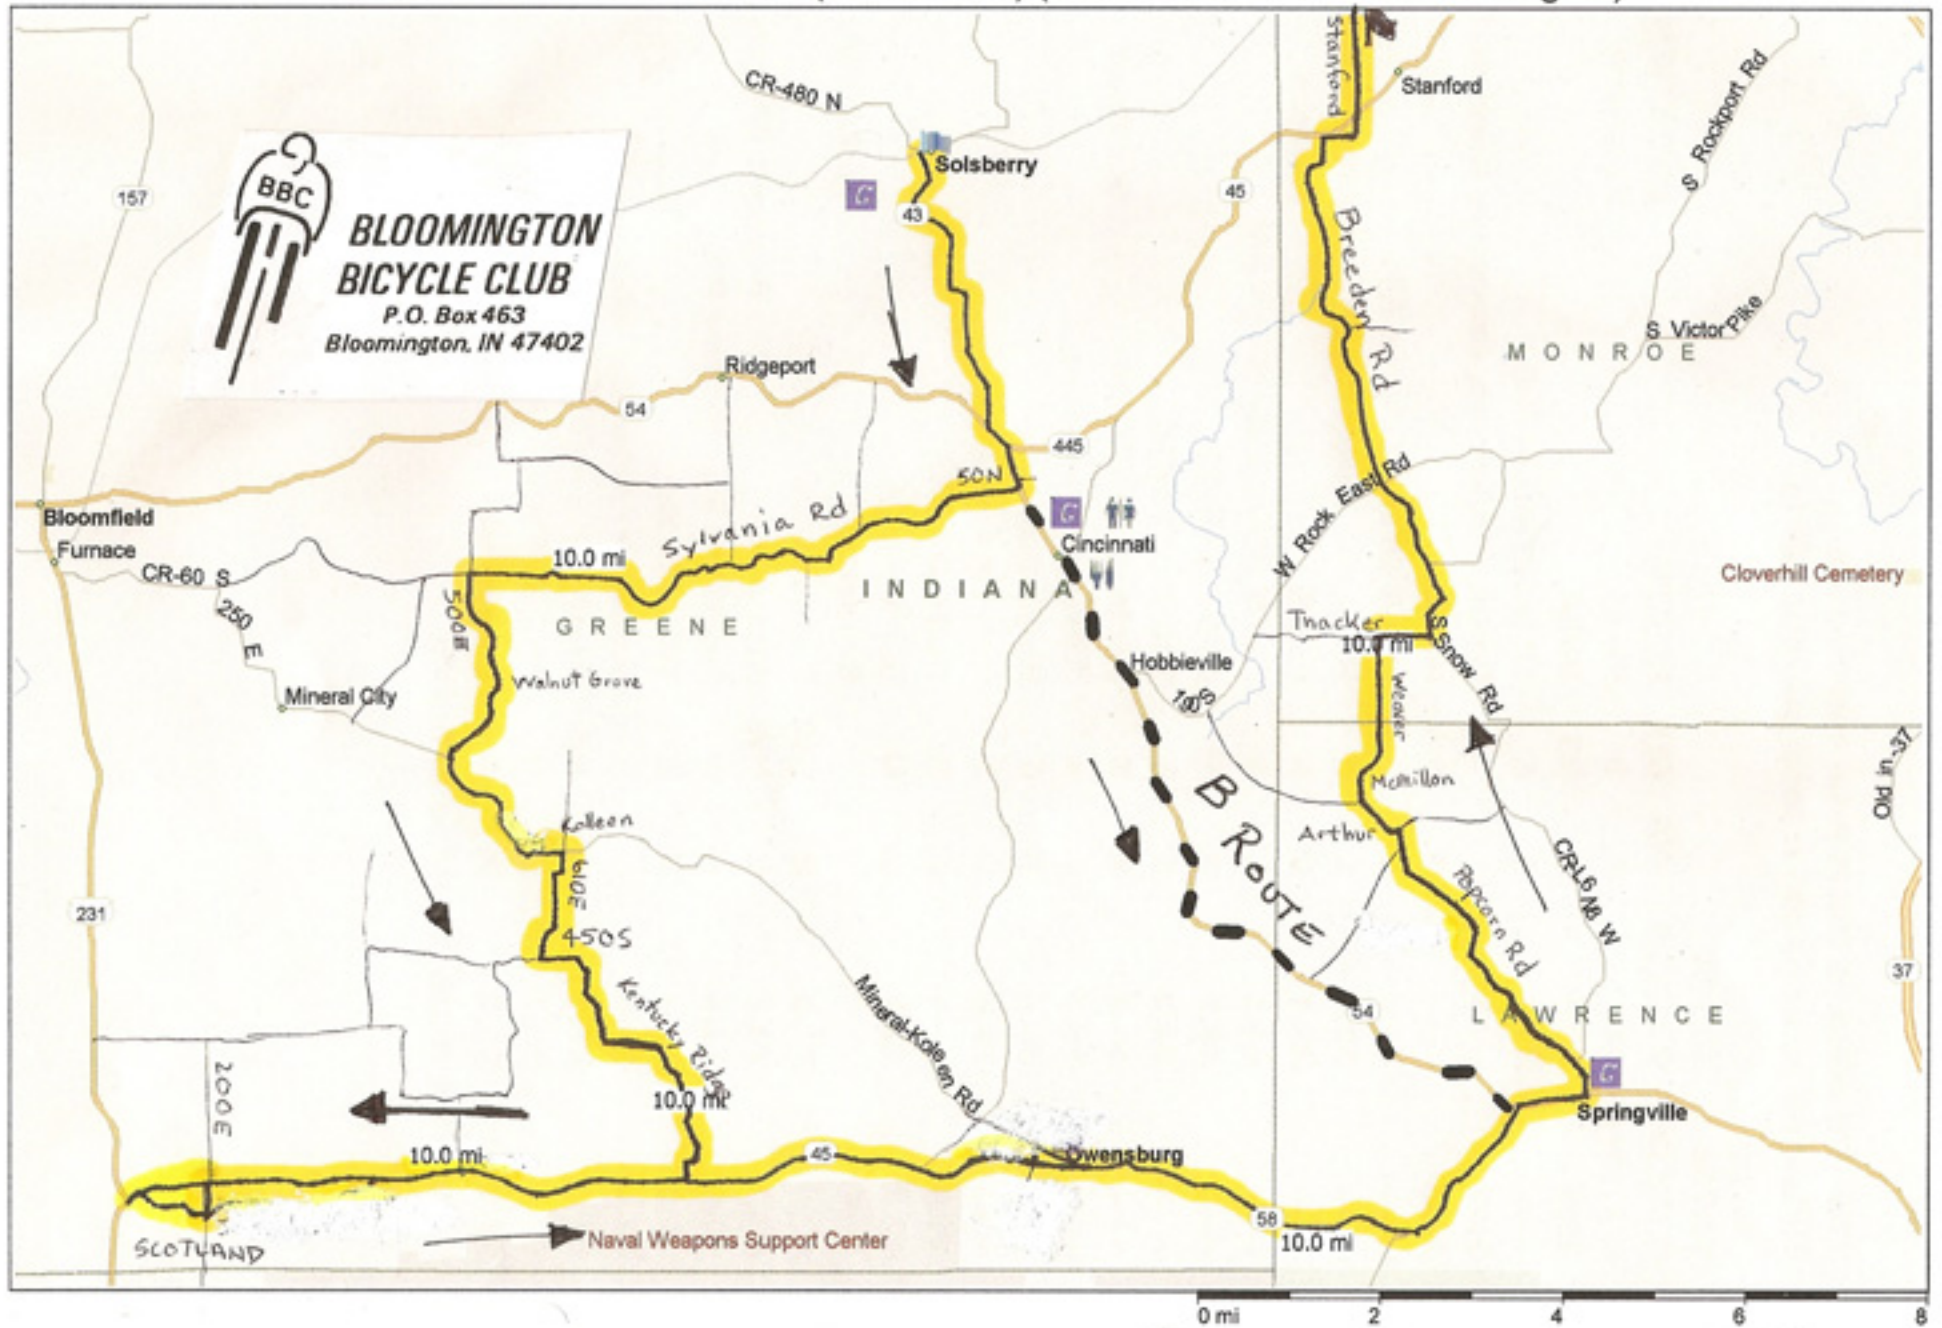 Stanford
Stanford
CR-480 N
S Rockport Rd
Solsberry
G
43
45
157
BBC
BLOOMINGTON
BICYCLE CLUB
P.O. Box 463
Bloomington, IN 47402
Breeden Rd
S Victor Pike
MONROE
Ridgeport
54
445
50N
W Rock East Rd
Sylvania Rd
G
Bloomfield
Furnace
Cincinnati
10.0 mi
CR-60 S
INDIANA
Cloverhill Cemetery
250 E
500E
GREENE
Thacker
10.0 mi
S Snow Rd
Hobbieville
190S
Walnut Grove
Mineral City
Weaver
Old in-37
McMillon
B ROUTE
Kolleen
Arthur
610E
CR-L6
W
Popcorn Rd
231
450S
37
Kentucky Ridge
Mineral-Koleen Rd
54
LAWRENCE
G
200E
10.0 mi
Springville
10.0 mi
45
Owensburg
58
10.0 mi
SCOTLAND
Naval Weapons Support Center
0 mi 2 4 6 8